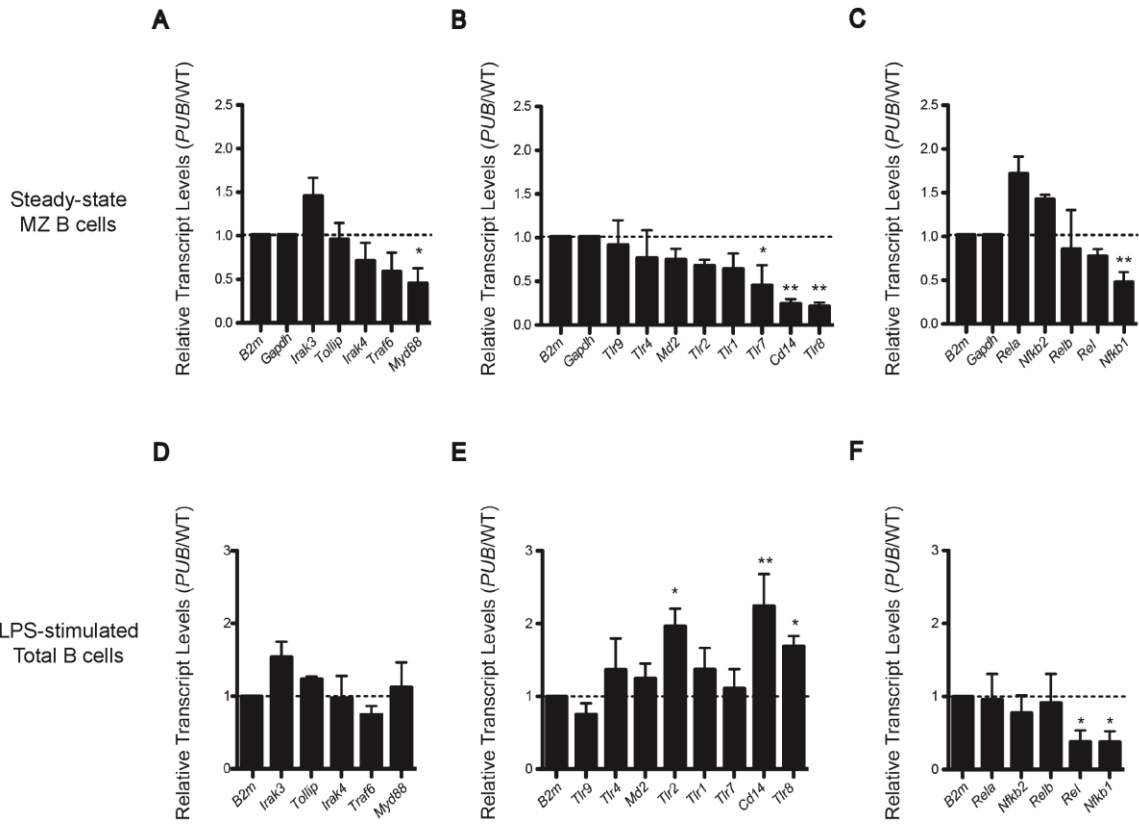 A
B
C
Steady-state
MZ B cells
Relative Transcript Levels (PUB/WT)
2.5
2.0
1.5
1.0
0.5
0.0
*
B2m
Gapdh
Irak3
Tollip
Irak4
Traf6
Myd88
Relative Transcript Levels (PUB/WT)
2.5
2.0
1.5
1.0
0.5
0.0
*
**
**
B2m
Gapdh
Tlr9
Tlr4
Md2
Tlr2
Tlr1
Tlr7
Cd14
Tlr8
Relative Transcript Levels (PUB/WT)
2.5
2.0
1.5
1.0
0.5
0.0
**
B2m
Gapdh
Rela
Nfkb2
Relb
Rel
Nfkb1
D
E
F
LPS-stimulated
Total B cells
Relative Transcript Levels (PUB/WT)
3
2
1
0
B2m
Irak3
Tollip
Irak4
Traf6
Myd88
Relative Transcript Levels (PUB/WT)
3
2
1
0
*
**
*
B2m
Tlr9
Tlr4
Md2
Tlr2
Tlr1
Tlr7
Cd14
Tlr8
Relative Transcript Levels (PUB/WT)
3
2
1
0
*
*
B2m
Rela
Nfkb2
Relb
Rel
Nfkb1